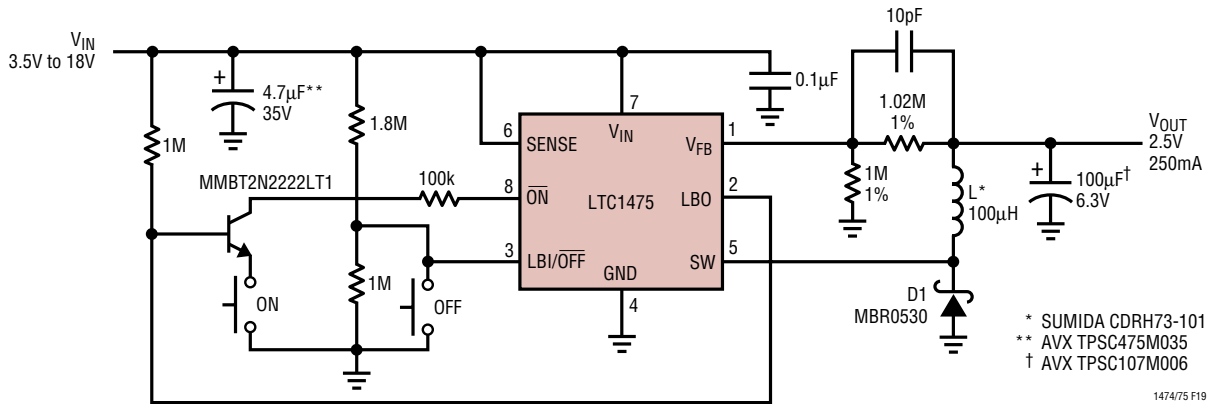 V_IN
3.5V to 18V
1M
+
4.7µF**
35V
1.8M
MMBT2N2222LT1
100k
ON
1M
OFF
6
SENSE
8
O̅N̅
3
LBI/O̅F̅F̅
7
V_IN
LTC1475
GND
4
V_FB
1
LBO
2
SW
5
0.1µF
10pF
1.02M
1%
1M
1%
L*
100µH
+
100µF†
6.3V
V_OUT
2.5V
250mA
D1
MBR0530
* SUMIDA CDRH73-101
** AVX TPSC475M035
† AVX TPSC107M006
1474/75 F19